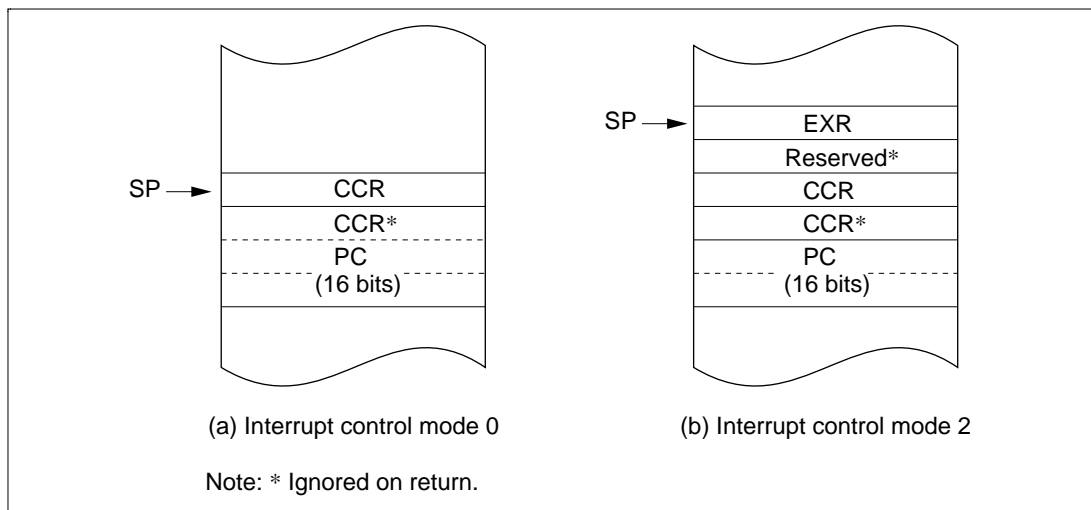 SP
CCR
CCR*
PC
(16 bits)
(a) Interrupt control mode 0
SP
EXR
Reserved*
CCR
CCR*
PC
(16 bits)
(b) Interrupt control mode 2
Note: * Ignored on return.